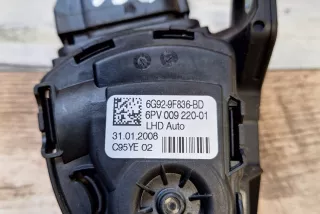 6G92-9F836-BD
6PV 009 220-01
LHD Auto
31.01.2008
C95YE 02